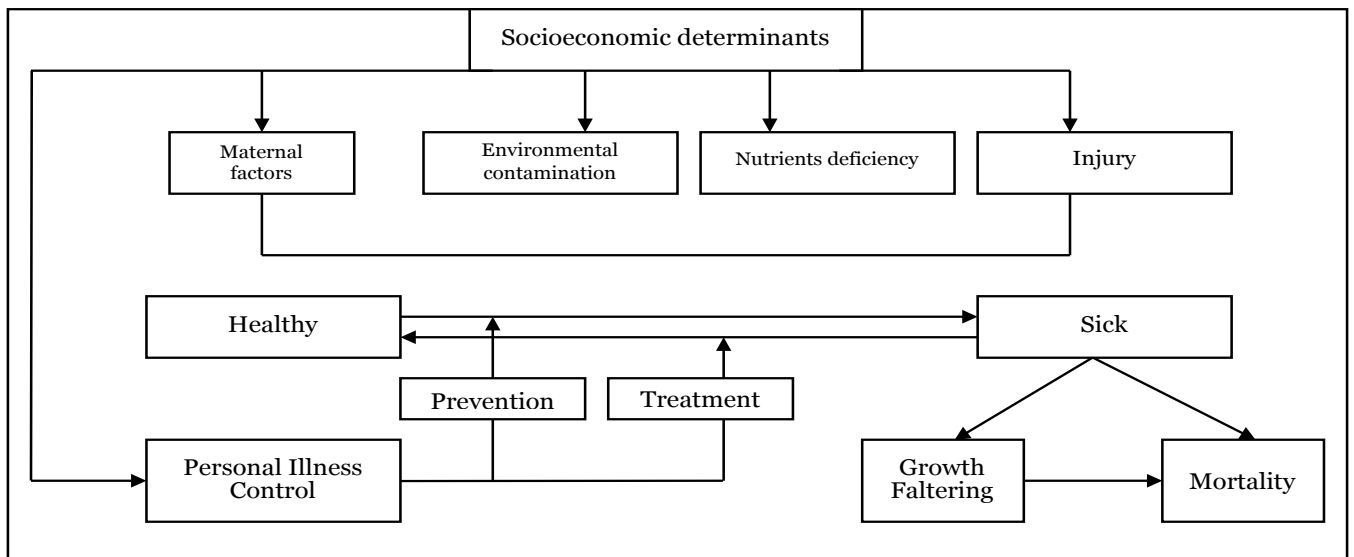 Socioeconomic determinants
Maternal
factors
Environmental
contamination
Nutrients deficiency
Injury
Healthy
Sick
Prevention
Treatment
Personal Illness
Control
Growth
Faltering
Mortality